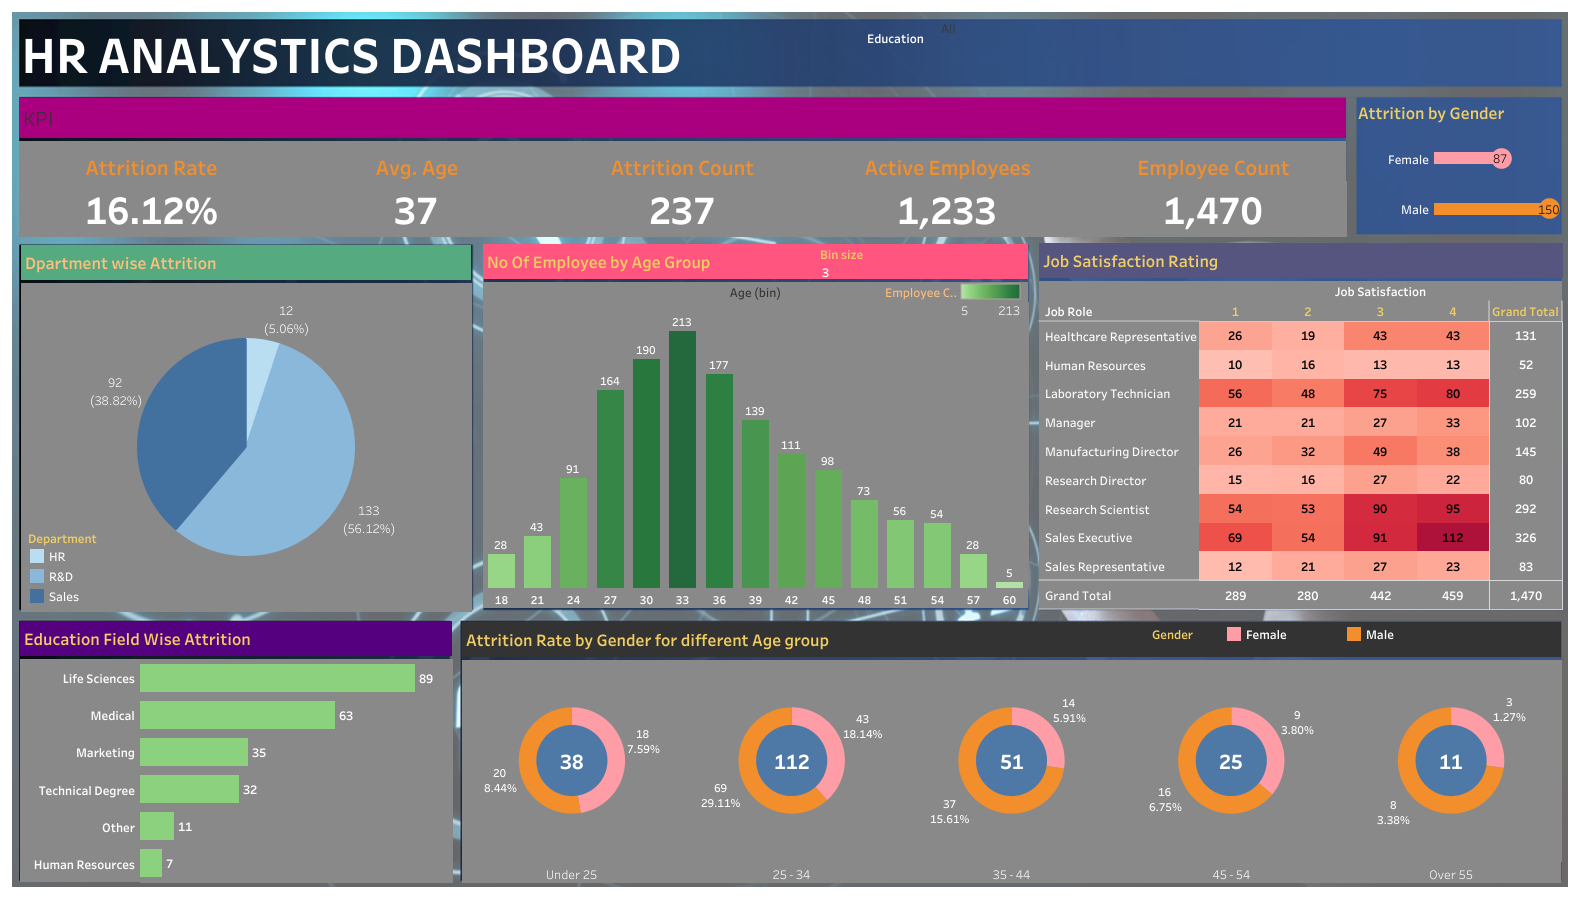 HR ANALYSTICS DASHBOARD
Education
All
KPI
Attrition Rate
16.12%
Avg. Age
37
Attrition Count
237
Active Employees
1,233
Employee Count
1,470
Attrition by Gender
Female 87
Male 150
Dpartment wise Attrition
12
(5.06%)
92
(38.82%)
133
(56.12%)
Department
HR
R&D
Sales
No Of Employee by Age Group
Bin size
3
Age (bin)
Employee C..
5 213
28 43 91 164 190 213 177 139 111 98 73 56 54 28 5
18 21 24 27 30 33 36 39 42 45 48 51 54 57 60
Job Satisfaction Rating
Job Satisfaction
Job Role 1 2 3 4 Grand Total
Healthcare Representative 26 19 43 43 131
Human Resources 10 16 13 13 52
Laboratory Technician 56 48 75 80 259
Manager 21 21 27 33 102
Manufacturing Director 26 32 49 38 145
Research Director 15 16 27 22 80
Research Scientist 54 53 90 95 292
Sales Executive 69 54 91 112 326
Sales Representative 12 21 27 23 83
Grand Total 289 280 442 459 1,470
Education Field Wise Attrition
Life Sciences 89
Medical 63
Marketing 35
Technical Degree 32
Other 11
Human Resources 7
Attrition Rate by Gender for different Age group
Gender Female Male
38
18
7.59%
20
8.44%
Under 25
112
43
18.14%
69
29.11%
25 - 34
51
14
5.91%
37
15.61%
35 - 44
25
9
3.80%
16
6.75%
45 - 54
11
3
1.27%
8
3.38%
Over 55